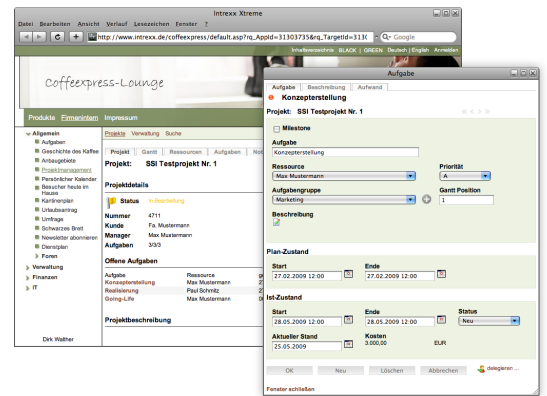 Intrexx Xtreme
Datei Bearbeiten Ansicht Verlauf Lesezeichen Fenster ?
http://www.intrexx.de/coffeexpress/default.asp?rq_AppId=31303735&rq_TargetId=3130
Google
Inhaltsverzeichnis BLACK | GREEN Deutsch | English Anmelden
Coffeexpress-Lounge
Produkte Firmenintern Impressum
Allgemein
Aufgaben
Geschichte des Kaffee
Anbaugebiete
Projektmanagement
Persönlicher Kalender
Besucher heute im
Hause
Kantinenplan
Urlaubsantrag
Umfrage
Schwarzes Brett
Newsletter abonnieren
Dienstplan
Foren
Verwaltung
Finanzen
IT
Dirk Walther
Projekte Verwaltung Suche
Projekt Gantt Ressourcen Aufgaben Not
Projekt: SSI Testprojekt Nr. 1
Projektdetails
Status In Bearbeitung
Nummer 4711
Kunde Fa. Mustermann
Manager Max Mustermann
Aufgaben 3/3/3
Offene Aufgaben
Aufgabe Ressource
Konzepterstellung Max Mustermann
Realisierung Paul Schmitz
Going-Life Max Mustermann
Projektbeschreibung
Aufgabe
Aufgabe Beschreibung Aufwand
Konzepterstellung
Projekt: SSI Testprojekt Nr. 1
Milestone
Aufgabe
Konzepterstellung
Ressource Priorität
Max Mustermann A
Aufgabengruppe Gantt Position
Marketing 1
Beschreibung
Plan-Zustand
Start Ende
27.02.2009 12:00 27.02.2009 12:00
Ist-Zustand
Start Ende Status
28.05.2009 12:00 28.05.2009 12:00 Neu
Aktueller Stand Kosten
25.05.2009 3.000,00 EUR
OK Neu Löschen Abbrechen delegieren ...
Fenster schließen